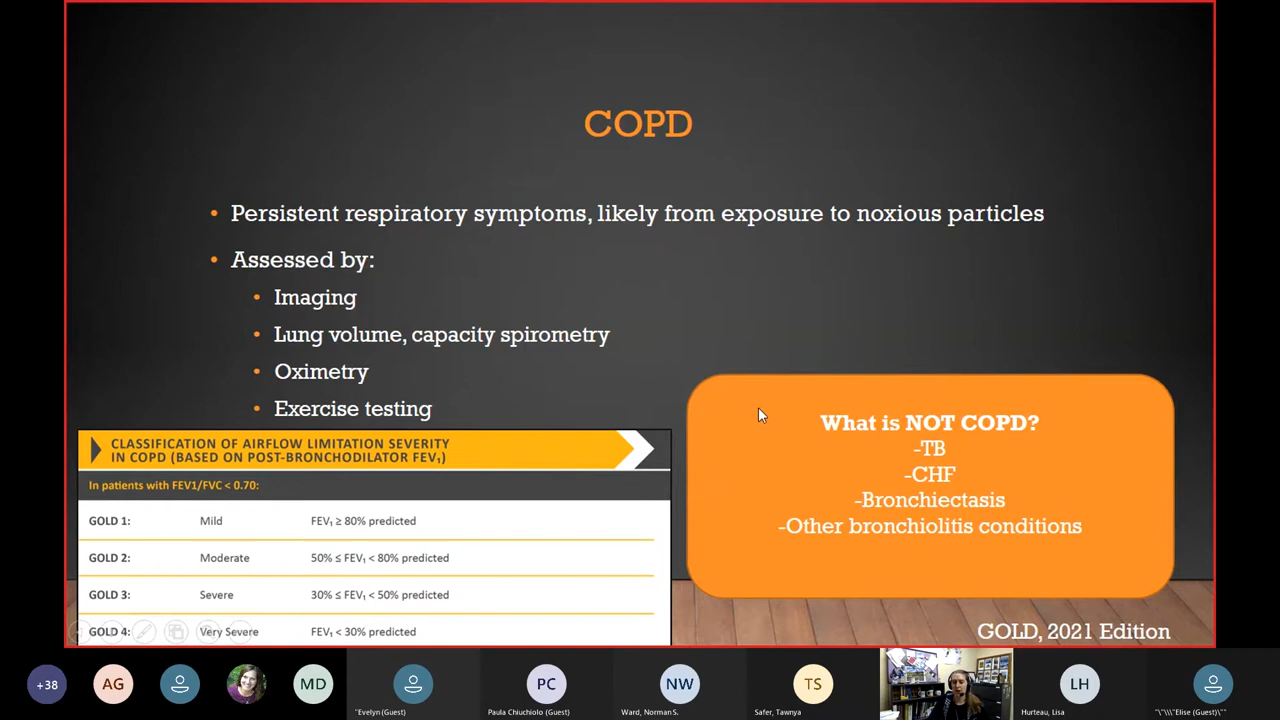 COPD
• Persistent respiratory symptoms, likely from exposure to noxious particles
• Assessed by:
• Imaging
• Lung volume, capacity spirometry
• Oximetry
• Exercise testing
CLASSIFICATION OF AIRFLOW LIMITATION SEVERITY
IN COPD (BASED ON POST-BRONCHODILATOR FEV₁)
In patients with FEV1/FVC < 0.70:
GOLD 1: Mild FEV₁ ≥ 80% predicted
GOLD 2: Moderate 50% ≤ FEV₁ < 80% predicted
GOLD 3: Severe 30% ≤ FEV₁ < 50% predicted
GOLD 4: Very Severe FEV₁ < 30% predicted
What is NOT COPD?
-TB
-CHF
-Bronchiectasis
-Other bronchiolitis conditions
GOLD, 2021 Edition
+38 AG MD PC NW TS LH
"Evelyn (Guest) Paula Chiuchiolo (Guest) Ward, Norman S. Safer, Tawnya Hurteau, Lisa "\"\\\"Elise (Guest)\""